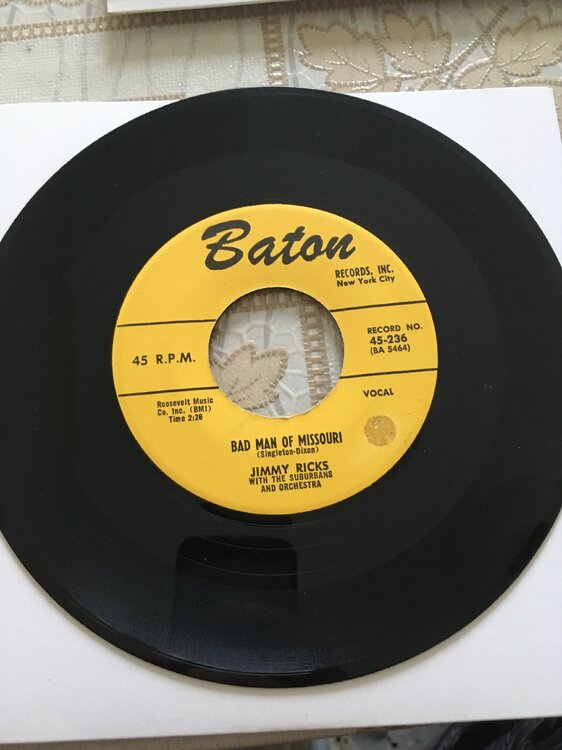 Baton
RECORDS, INC.
New York City
45 R.P.M.
RECORD NO.
45-236
(BA 5464)
Roosevelt Music
Co. Inc. (BMI)
Time 2:26
VOCAL
BAD MAN OF MISSOURI
(Singleton-Dixon)
JIMMY RICKS
WITH THE SUBURBANS
AND ORCHESTRA